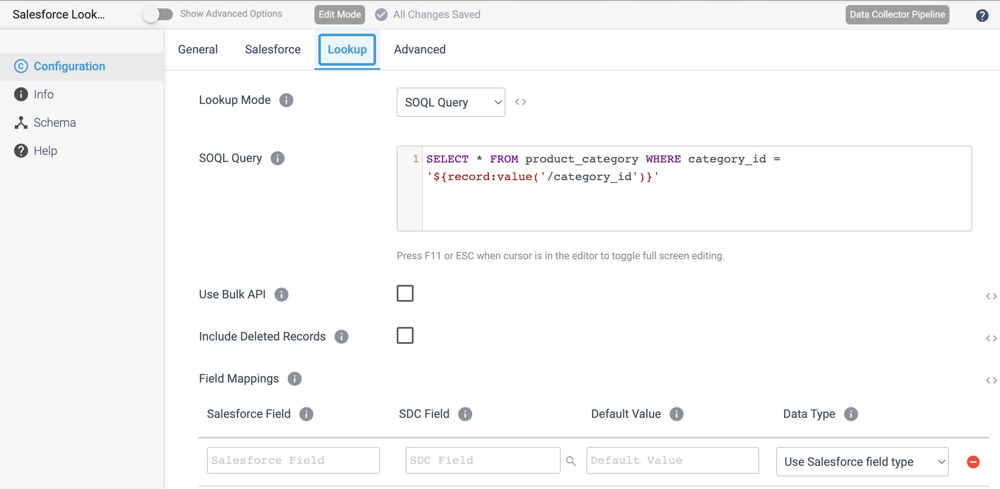 Salesforce Look... Show Advanced Options Edit Mode All Changes Saved Data Collector Pipeline ?
General Salesforce Lookup Advanced
C Configuration
i Info
Schema
? Help
Lookup Mode i SOQL Query <>
SOQL Query i
1 SELECT * FROM product_category WHERE category_id =
'${record:value('/category_id')}'
Press F11 or ESC when cursor is in the editor to toggle full screen editing.
Use Bulk API i <>
Include Deleted Records i <>
Field Mappings i <>
Salesforce Field i SDC Field i Default Value i Data Type i
Salesforce Field SDC Field Default Value Use Salesforce field type